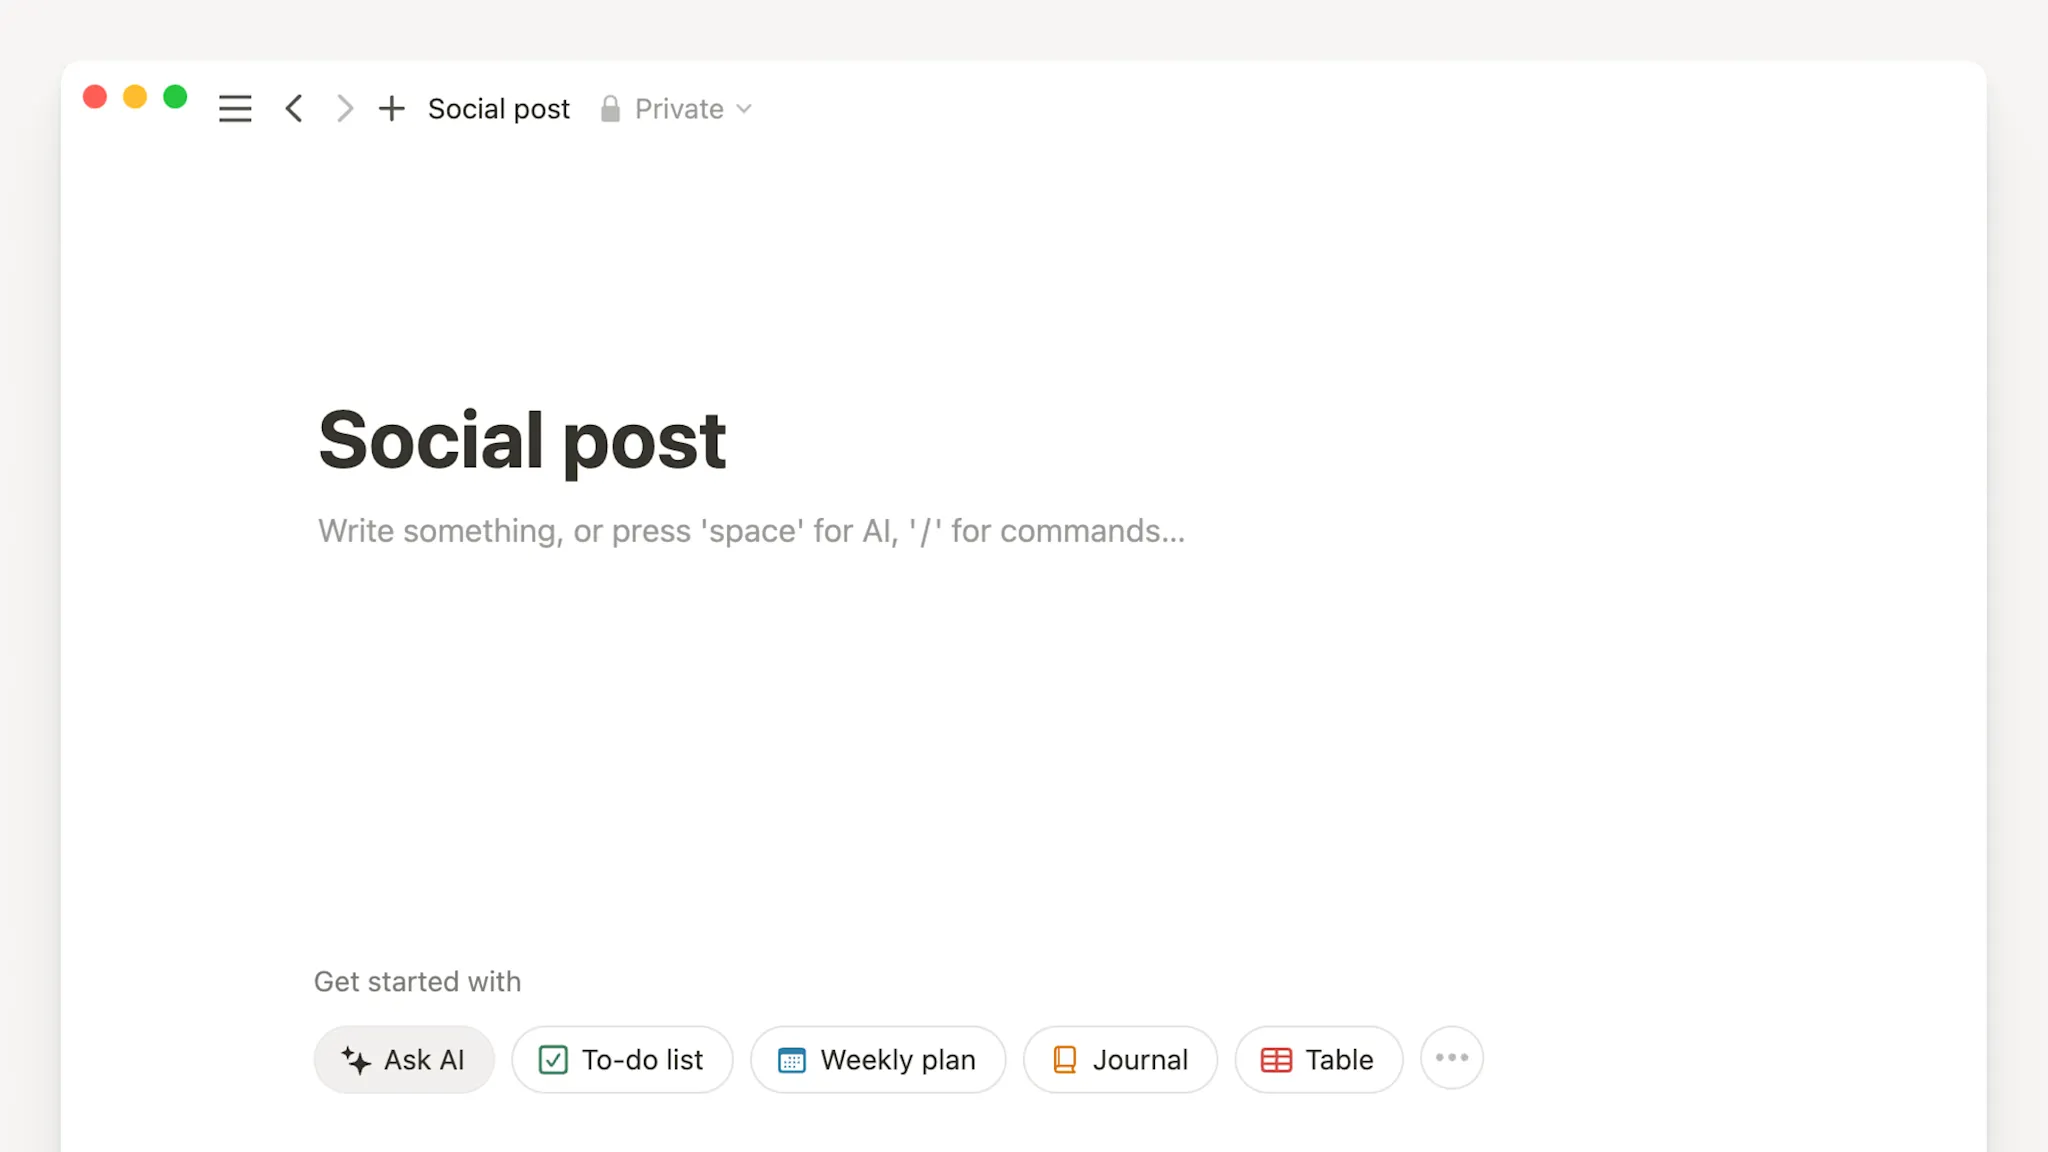 Social post Private
Social post
Write something, or press 'space' for AI, '/' for commands...
Get started with
Ask AI To-do list Weekly plan Journal Table